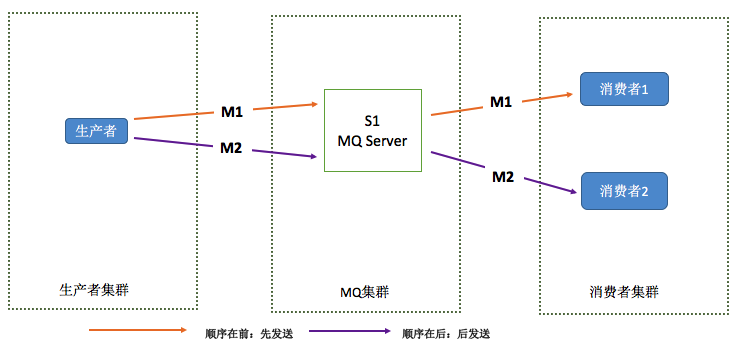 生产者
M1
M2
S1
MQ Server
M1
M2
消费者1
消费者2
生产者集群
MQ集群
消费者集群
顺序在前：先发送
顺序在后：后发送